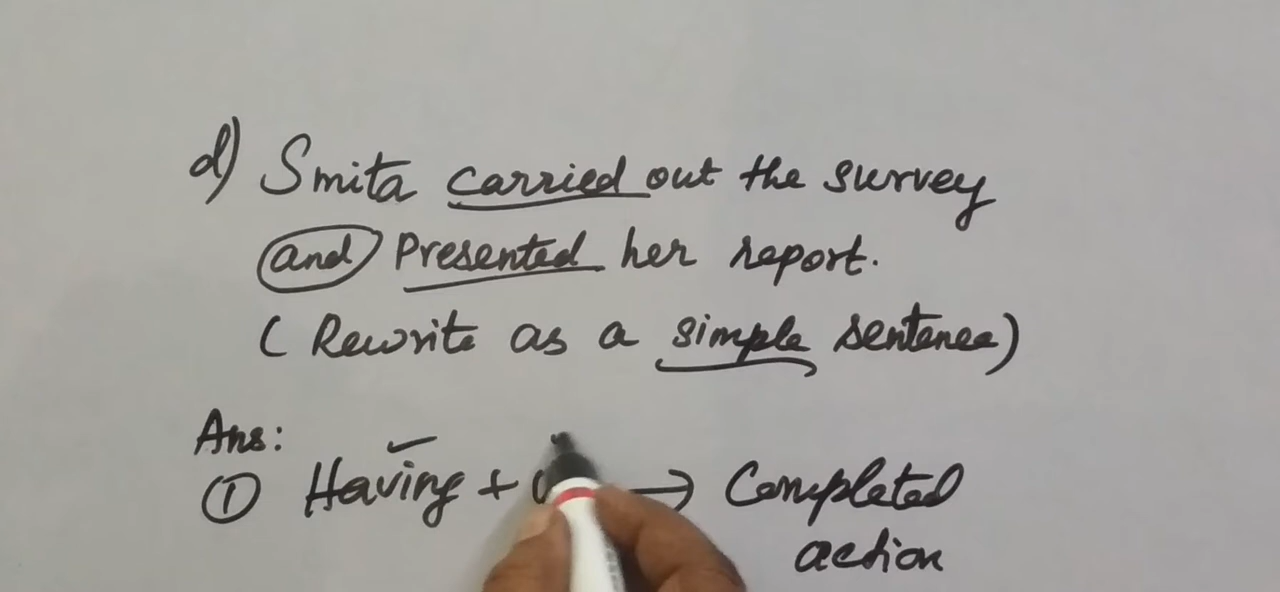 d) Smita carried out the survey
and Presented her report.
( Rewrite as a simple sentence)
Ans:
① Having + → Completed
action